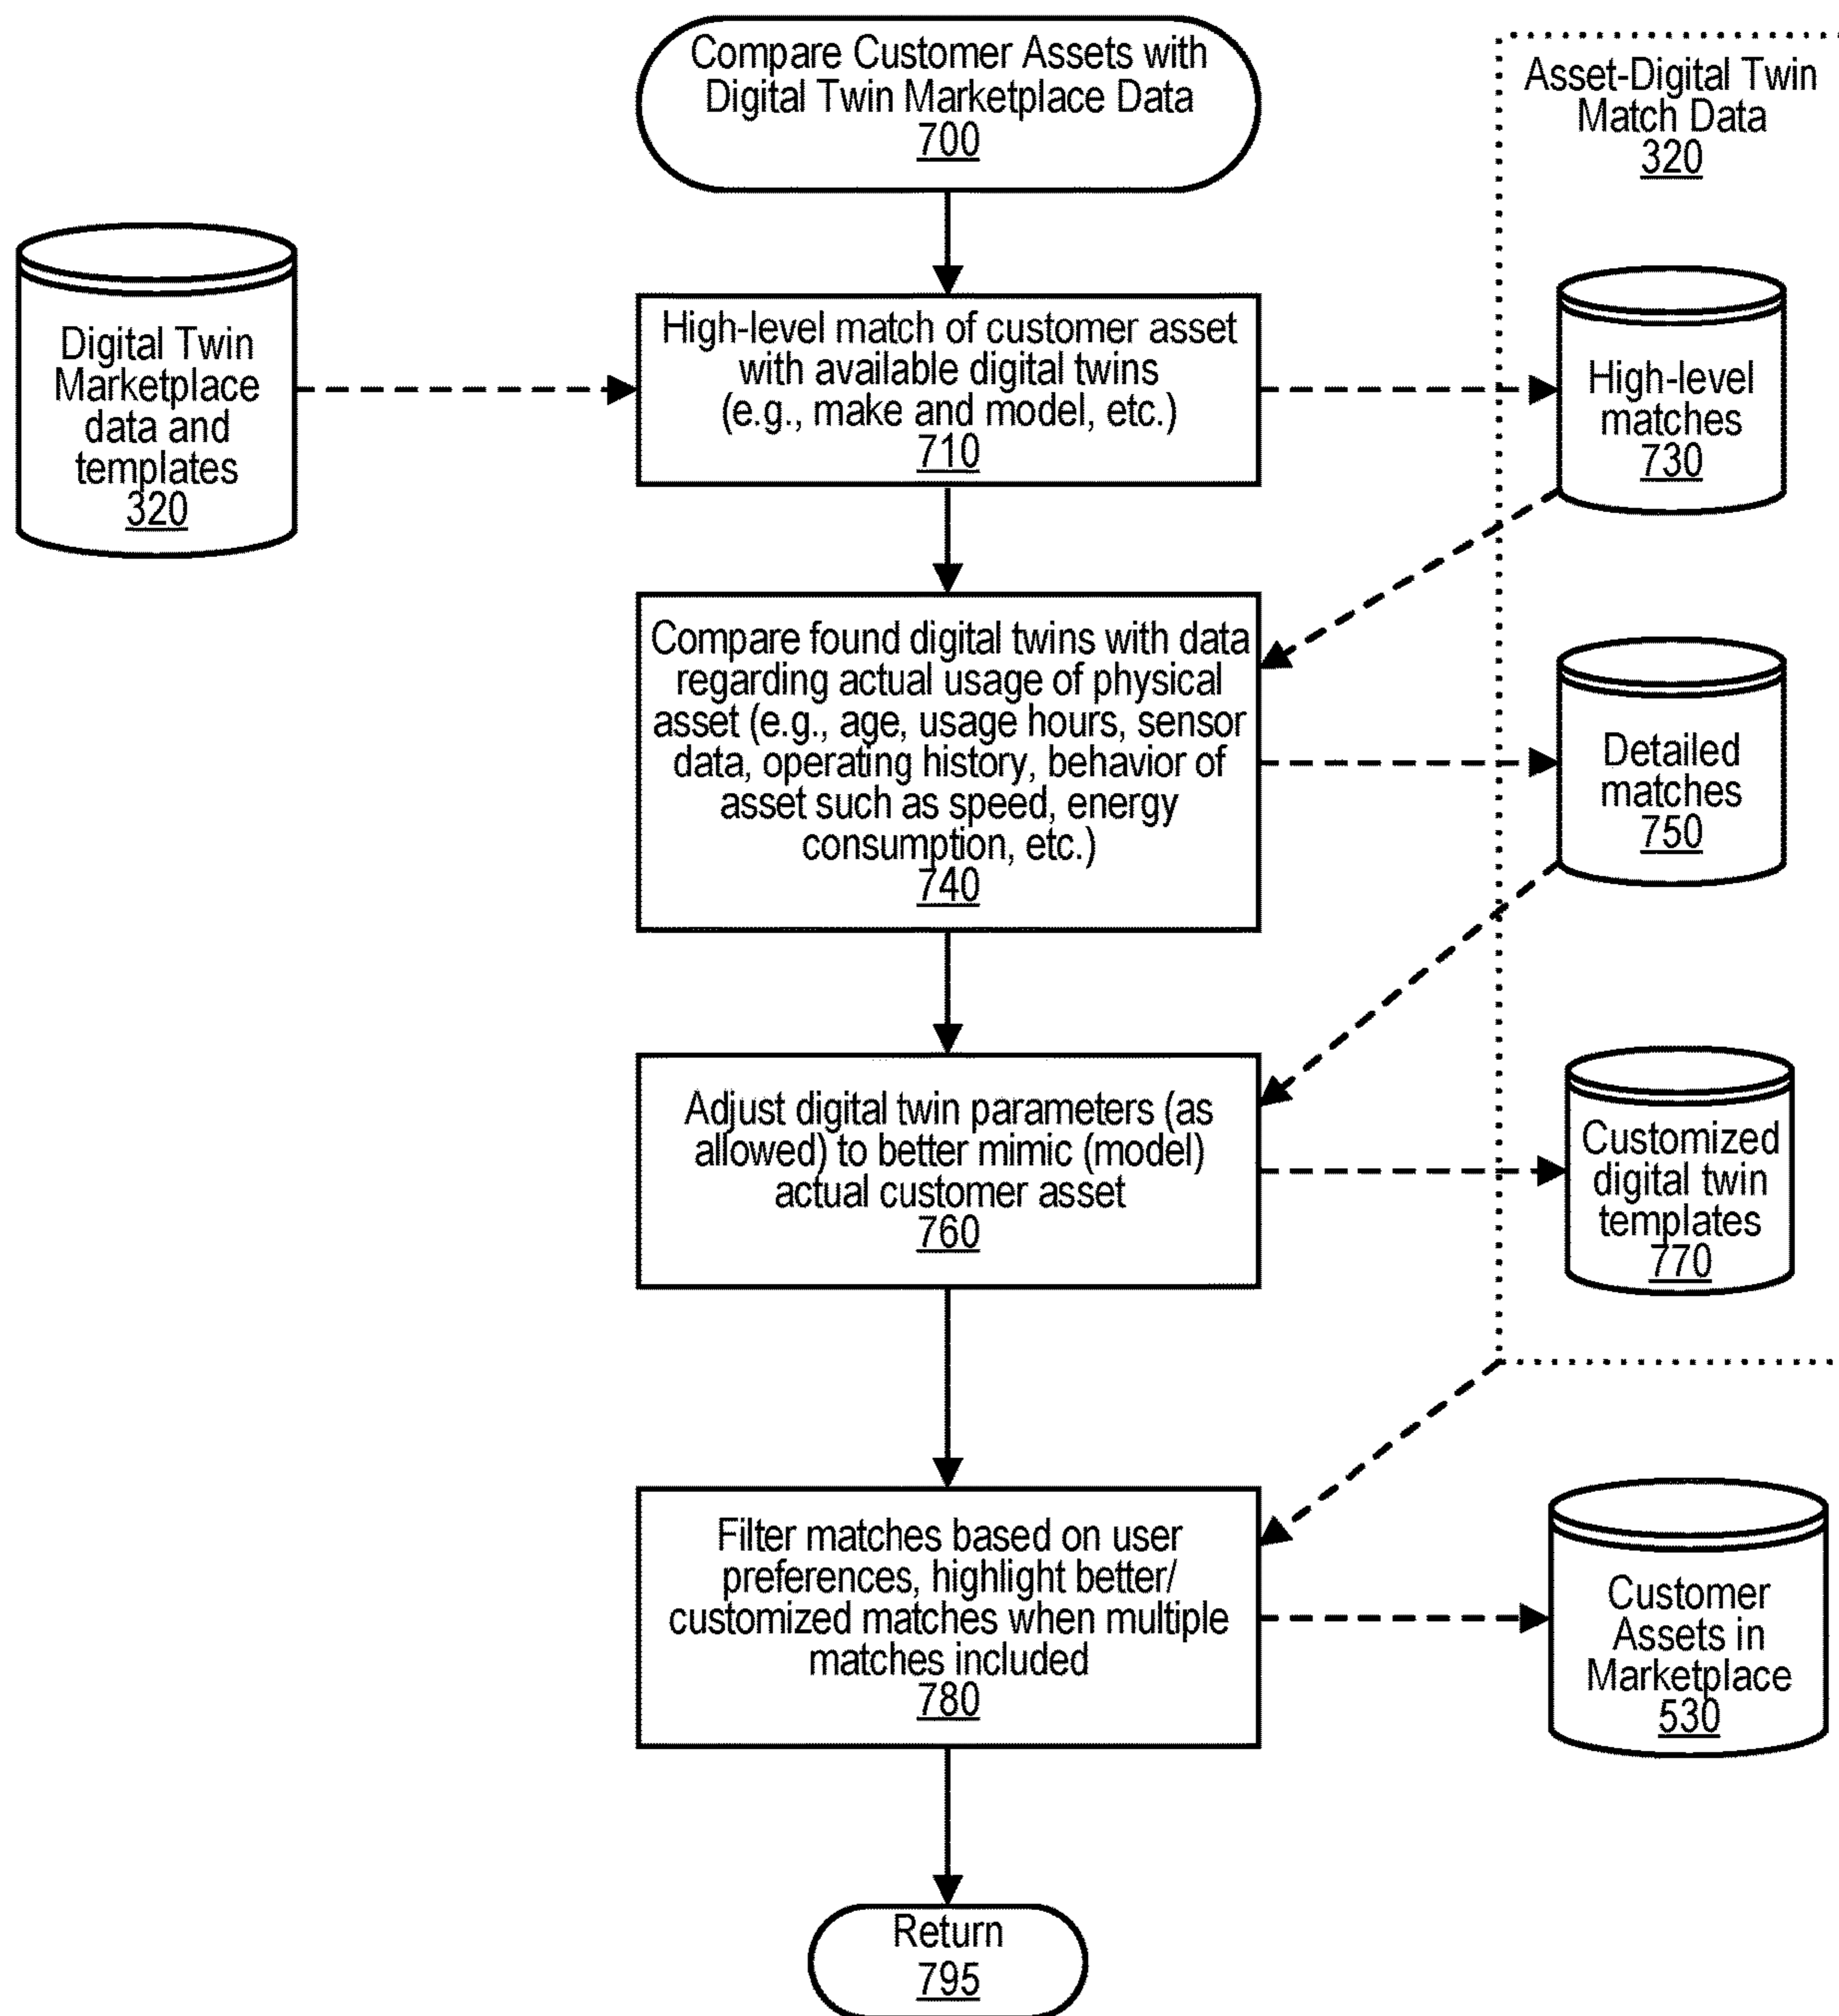 Compare Customer Assets with
Digital Twin Marketplace Data
700
Asset-Digital Twin
Match Data
320
Digital Twin
Marketplace
data and
templates
320
High-level match of customer asset
with available digital twins
(e.g., make and model, etc.)
710
High-level
matches
730
Compare found digital twins with data
regarding actual usage of physical
asset (e.g., age, usage hours, sensor
data, operating history, behavior of
asset such as speed, energy
consumption, etc.)
740
Detailed
matches
750
Adjust digital twin parameters (as
allowed) to better mimic (model)
actual customer asset
760
Customized
digital twin
templates
770
Filter matches based on user
preferences, highlight better/
customized matches when multiple
matches included
780
Customer
Assets in
Marketplace
530
Return
795